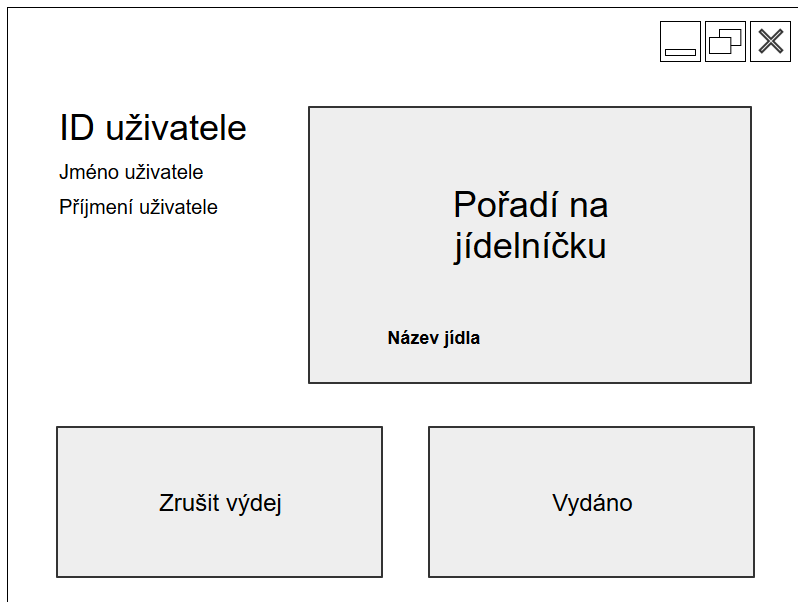 ID uživatele
Jméno uživatele
Příjmení uživatele
Pořadí na
jídelníčku
Název jídla
Zrušit výdej
Vydáno